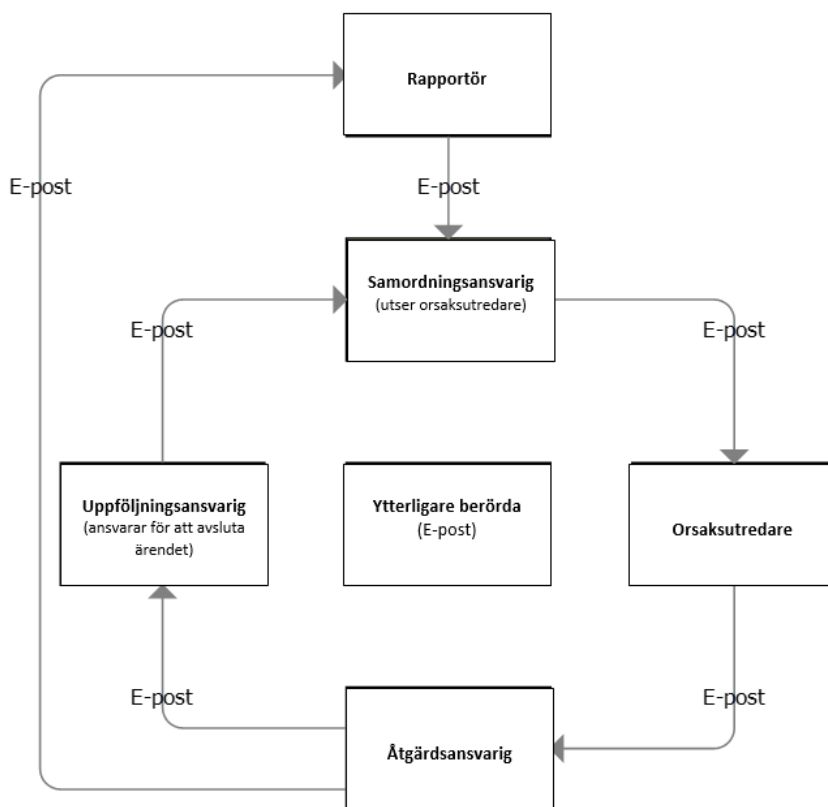 Rapportör
E-post
E-post
Samordningsansvarig
(utser orsaksutredare)
E-post
E-post
Uppföljningsansvarig
(ansvarar för att avsluta
ärendet)
Ytterligare berörda
(E-post)
Orsaksutredare
E-post
E-post
Åtgärdsansvarig